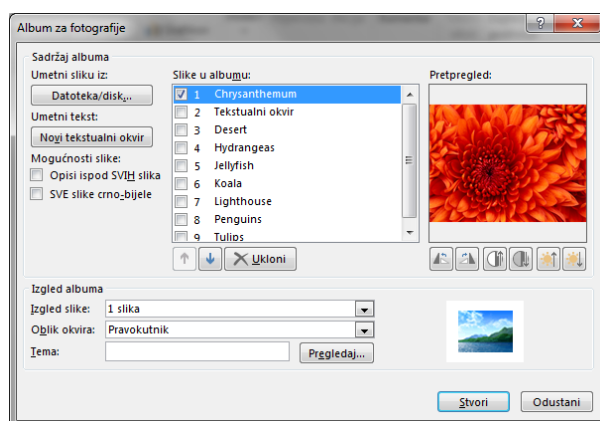 Album za fotografije
Sadržaj albuma
Umetni sliku iz:
Datoteka/disk...
Umetni tekst:
Novi tekstualni okvir
Mogućnosti slike:
Opisi ispod SVIH slika
SVE slike crno-bijele
Slike u albumu:
1 Chrysanthemum
2 Tekstualni okvir
3 Desert
4 Hydrangeas
5 Jellyfish
6 Koala
7 Lighthouse
8 Penguins
9 Tulips
Ukloni
Pretpregled:
Izgled albuma
Izgled slike: 1 slika
Oblik okvira: Pravokutnik
Tema:
Pregledaj...
Stvori
Odustani